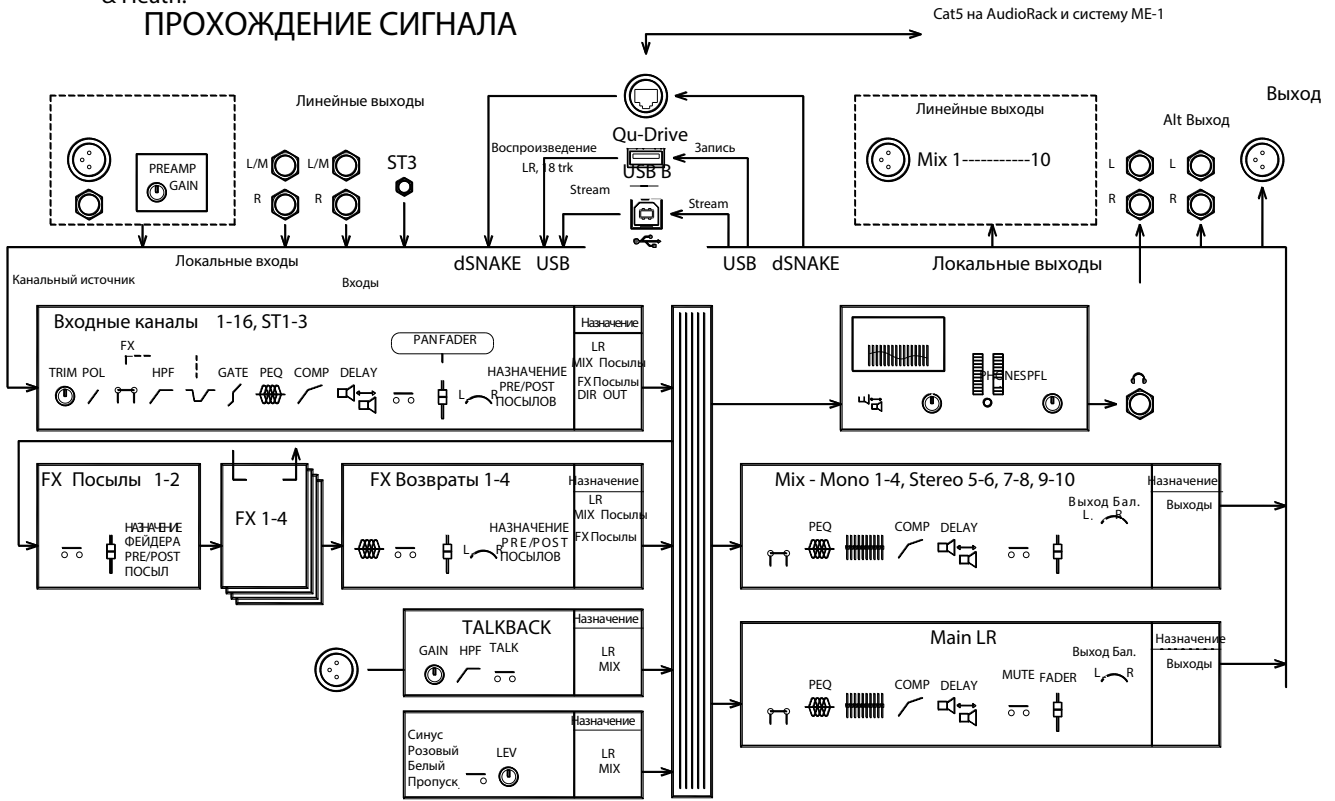 & Heath.
ПРОХОЖДЕНИЕ СИГНАЛА
Cat5 на AudioRack и систему ME-1
Линейные выходы
PREAMP
GAIN
L/M
L/M
R
R
ST3
Воспроизведение
LR, 18 trk
Qu-Drive
Запись
USB B
Stream
Stream
Линейные выходы
Mix 1-----------10
Alt Выход
Выход
L
L
R
R
Локальные входы
dSNAKE
USB
USB
dSNAKE
Локальные выходы
Канальный источник
Входы
Входные каналы 1-16, ST1-3
Назначение
FX
PAN FADER
TRIM
POL
HPF
GATE
PEQ
COMP
DELAY
L
R
НАЗНАЧЕНИЕ
PRE/POST
ПОСЫЛОВ
LR
MIX Посылы
FX Посылы
DIR OUT
PHONES PFL
FX Посылы 1-2
НАЗНАЧЕНИЕ
ФЕЙДЕРА
PRE/POST
ПОСЫЛ
FX 1-4
FX Возвраты 1-4
Назначение
L
R
НАЗНАЧЕНИЕ
PRE/POST
ПОСЫЛОВ
LR
MIX Посылы
FX Посылы
Mix - Mono 1-4, Stereo 5-6, 7-8, 9-10
Назначение
Выходы
Выход Бал.
L
R
PEQ
COMP
DELAY
TALKBACK
Назначение
GAIN
HPF
TALK
LR
MIX
Main LR
Назначение
Выходы
Выход Бал.
L
R
PEQ
COMP
DELAY
MUTE
FADER
Назначение
Синус
Розовый
Белый
Пропуск
LEV
LR
MIX